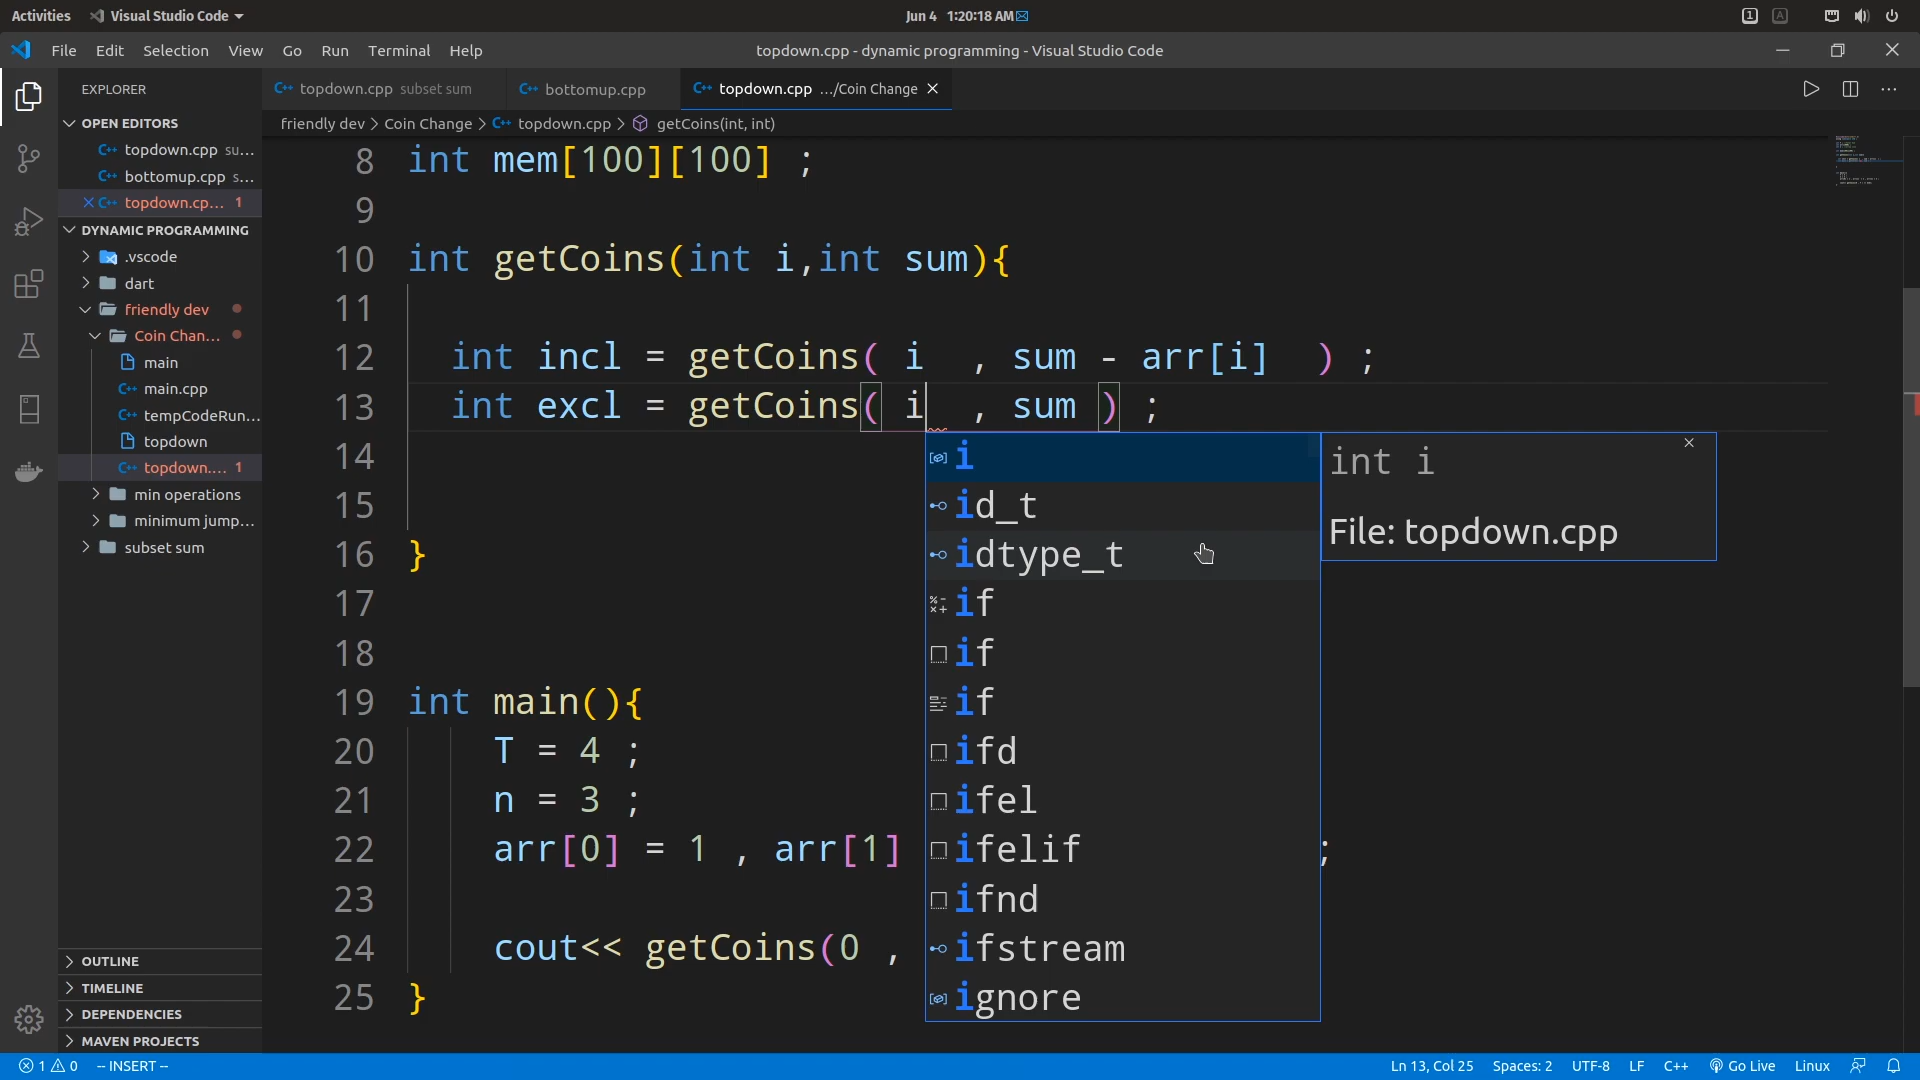 Activities Visual Studio Code Jun 4 1:20:18 AM 1 A
File Edit Selection View Go Run Terminal Help topdown.cpp - dynamic programming - Visual Studio Code
EXPLORER
OPEN EDITORS
C++ topdown.cpp su...
C++ bottomup.cpp s...
C++ topdown.cp... 1
DYNAMIC PROGRAMMING
.vscode
dart
friendly dev
Coin Chan...
main
C++ main.cpp
C++ tempCodeRun...
topdown
C++ topdown.... 1
min operations
minimum jump...
subset sum
OUTLINE
TIMELINE
DEPENDENCIES
MAVEN PROJECTS
C++ topdown.cpp subset sum C++ bottomup.cpp C++ topdown.cpp .../Coin Change
friendly dev > Coin Change > C++ topdown.cpp > getCoins(int, int)
8 int mem[100][100] ;
9
10 int getCoins(int i,int sum){
11
12 int incl = getCoins( i , sum - arr[i] ) ;
13 int excl = getCoins( i , sum ) ;
14
15
16 }
17
18
19 int main(){
20 T = 4 ;
21 n = 3 ;
22 arr[0] = 1 , arr[1] ;
23
24 cout<< getCoins(0 ,
25 }
i
id_t
idtype_t
if
if
if
ifd
ifel
ifelif
ifnd
ifstream
ignore
int i
File: topdown.cpp
1 0 -- INSERT -- Ln 13, Col 25 Spaces: 2 UTF-8 LF C++ Go Live Linux